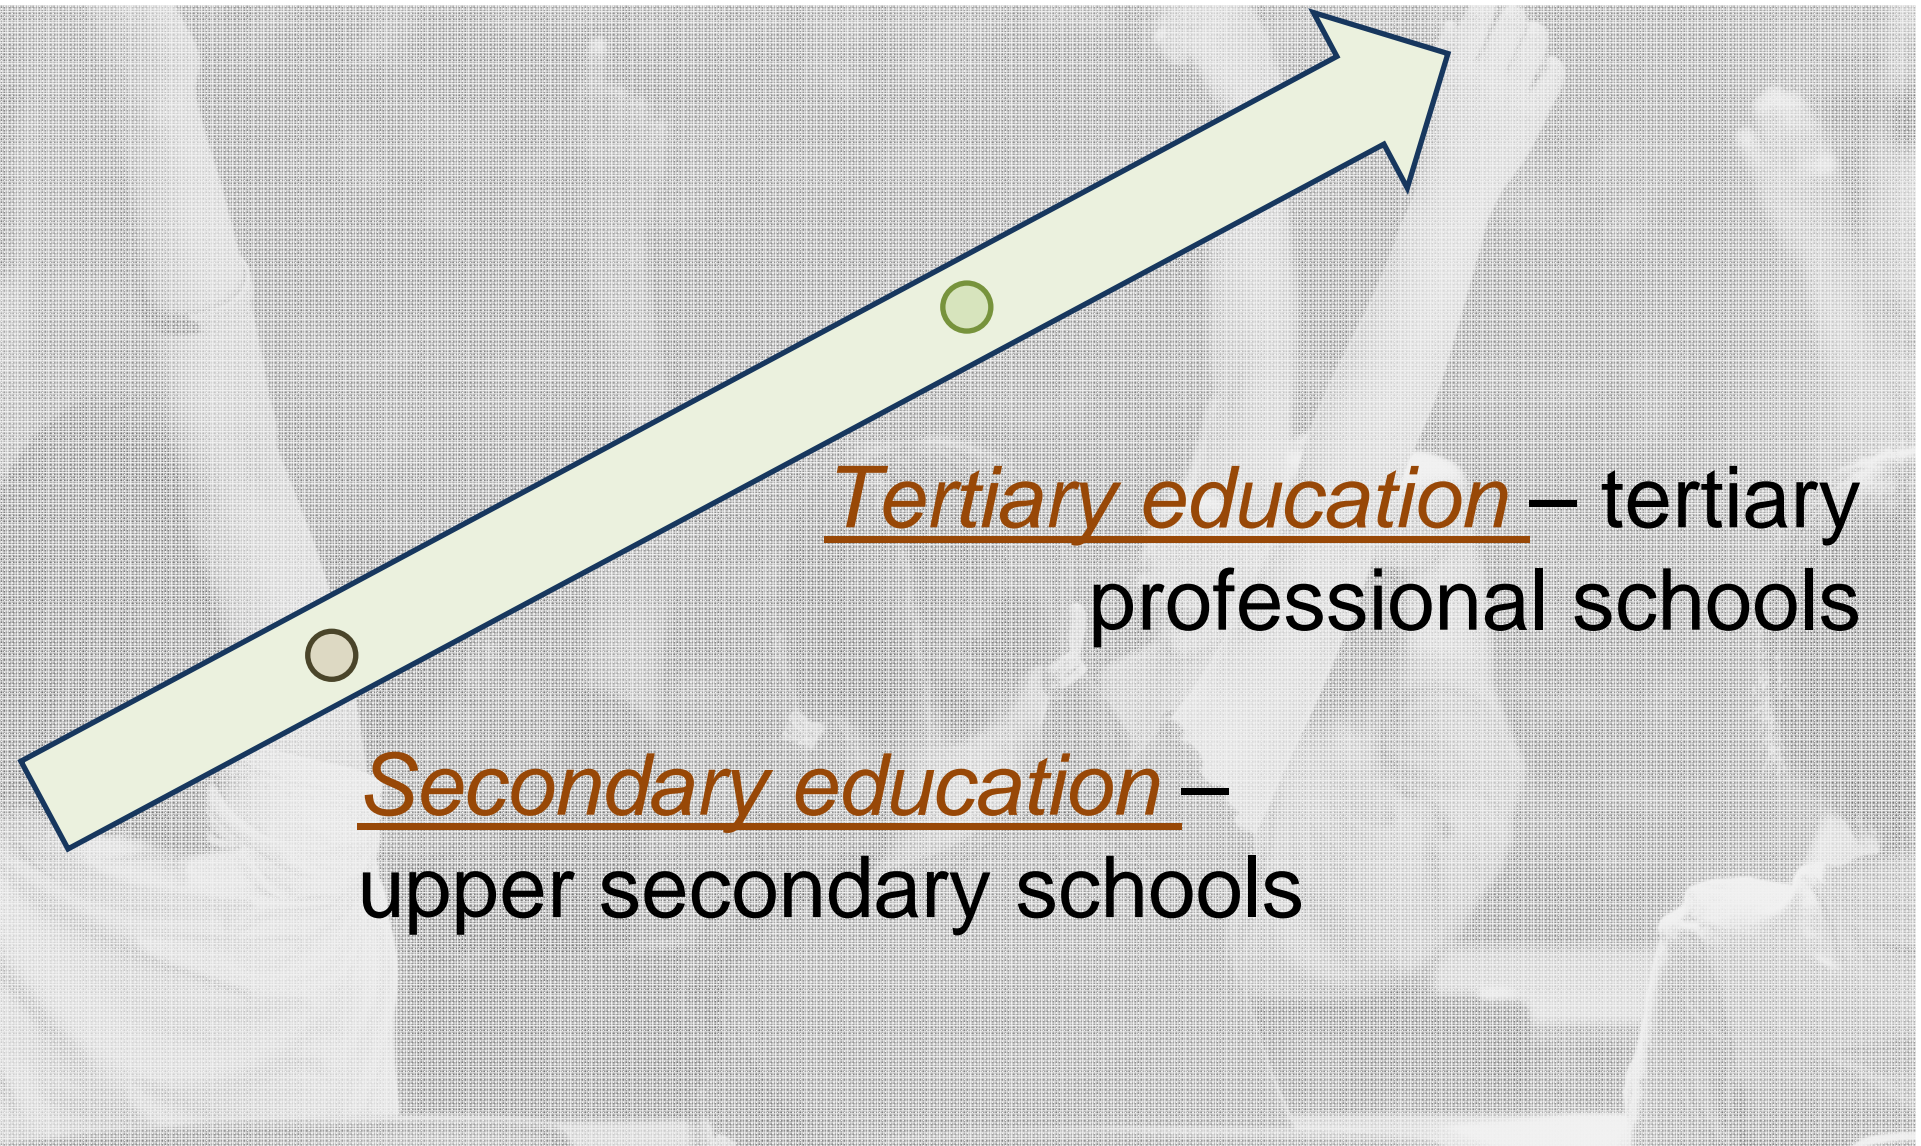 Tertiary education – tertiary
professional schools
Secondary education –
upper secondary schools